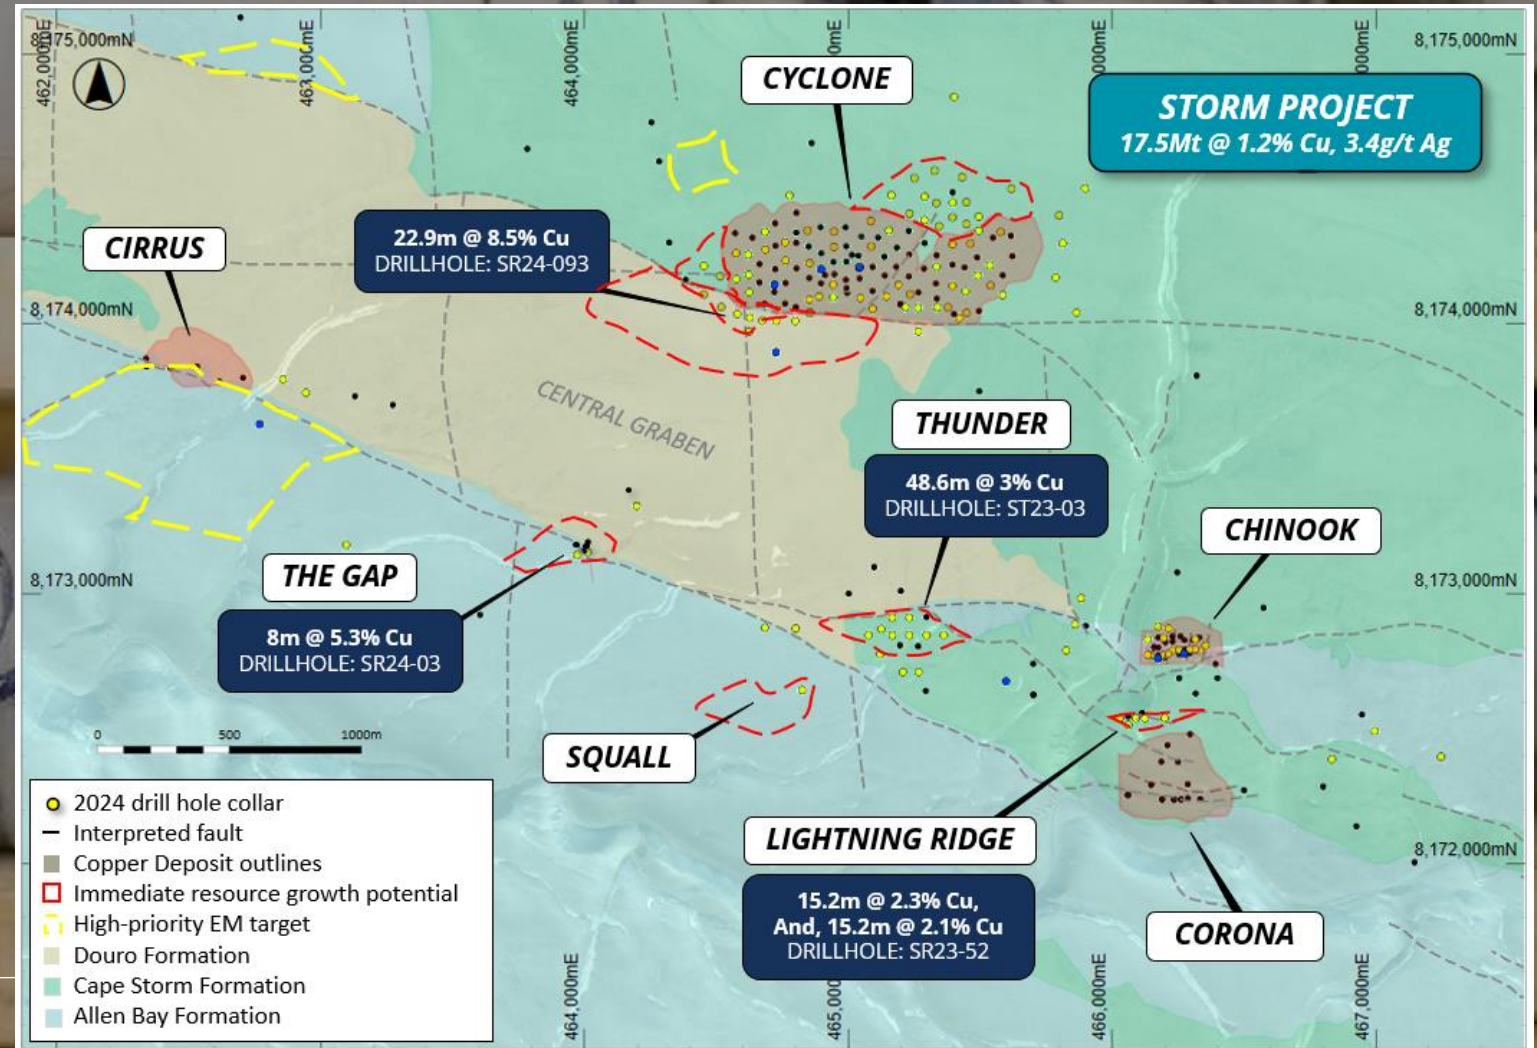 8,175,000mN
462,000mE
463,000mE
464,000mE
0mE
00mE
00mE
8,175,000mN
CYCLONE
STORM PROJECT
17.5Mt @ 1.2% Cu, 3.4g/t Ag
CIRRUS
22.9m @ 8.5% Cu
DRILLHOLE: SR24-093
8,174,000mN
8,174,000mN
CENTRAL GRABEN
THUNDER
48.6m @ 3% Cu
DRILLHOLE: ST23-03
CHINOOK
8,173,000mN
THE GAP
8m @ 5.3% Cu
DRILLHOLE: SR24-03
8,173,000mN
SQUALL
0
500
1000m
LIGHTNING RIDGE
15.2m @ 2.3% Cu,
And, 15.2m @ 2.1% Cu
DRILLHOLE: SR23-52
8,172,000mN
CORONA
2024 drill hole collar
Interpreted fault
Copper Deposit outlines
Immediate resource growth potential
High-priority EM target
Douro Formation
Cape Storm Formation
Allen Bay Formation
464,000mE
465,00
466,000mE
467,000mE